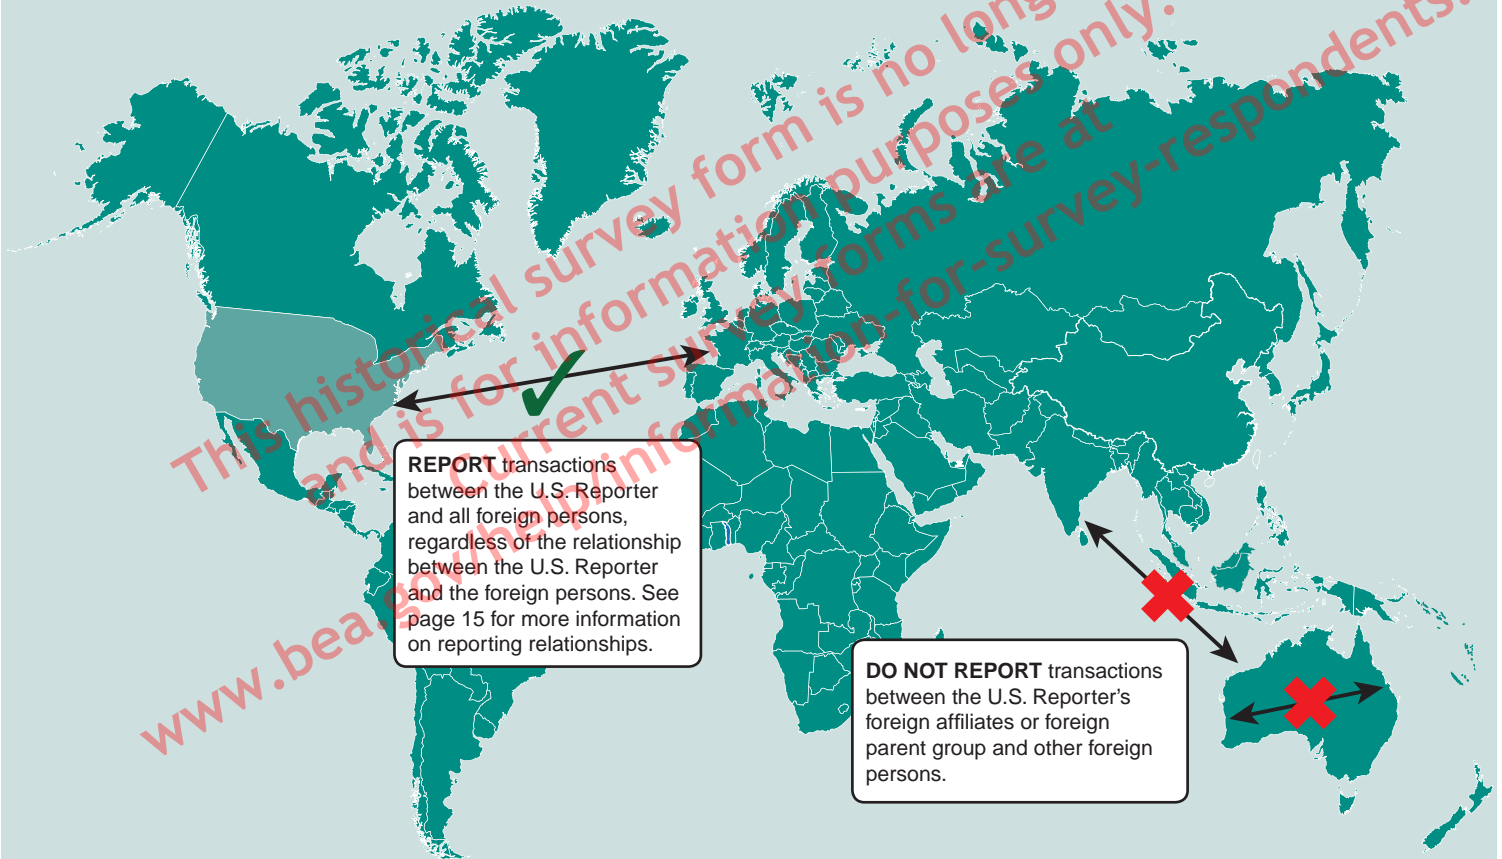 This historical survey form is no long
and is for information purposes only.
Current survey forms are at
www.bea.gov/help/information-for-survey-respondents.
REPORT transactions
between the U.S. Reporter
and all foreign persons,
regardless of the relationship
between the U.S. Reporter
and the foreign persons. See
page 15 for more information
on reporting relationships.
DO NOT REPORT transactions
between the U.S. Reporter’s
foreign affiliates or foreign
parent group and other foreign
persons.